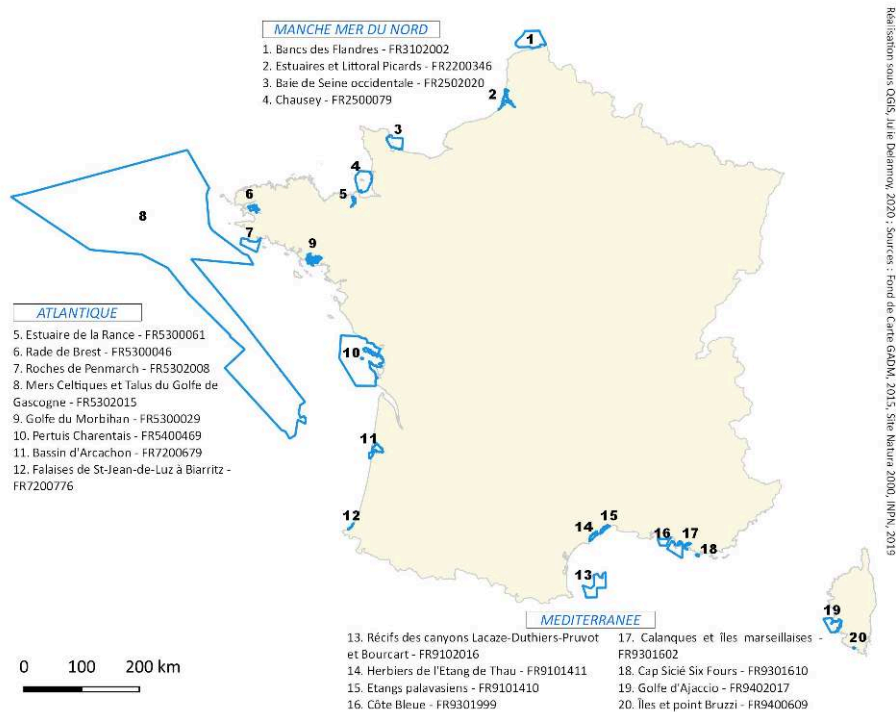 MANCHE MER DU NORD
1. Bancs des Flandres - FR3102002
2. Estuaires et Littoral Picards - FR2200346
3. Baie de Seine occidentale - FR2502020
4. Chausey - FR2500079
1
2
3
4
5
6
7
8
9
10
11
12
13
14
15
16
17
18
19
20
ATLANTIQUE
5. Estuaire de la Rance - FR5300061
6. Rade de Brest - FR5300046
7. Roches de Penmarch - FR5302008
8. Mers Celtiques et Talus du Golfe de
Gascogne - FR5302015
9. Golfe du Morbihan - FR5300029
10. Pertuis Charentais - FR5400469
11. Bassin d'Arcachon - FR7200679
12. Falaises de St-Jean-de-Luz à Biarritz -
FR7200776
MEDITERRANEE
13. Récifs des canyons Lacaze-Duthiers-Pruvot
et Bourcart - FR9102016
14. Herbiers de l'Etang de Thau - FR9101411
15. Etangs palavasiens - FR9101410
16. Côte Bleue - FR9301999
17. Calanques et îles marseillaises -
FR9301602
18. Cap Sicié Six Fours - FR9301610
19. Golfe d'Ajaccio - FR9402017
20. Îles et point Bruzzi - FR9400609
0 100 200 km
Réalisation sous QGIS, Julie Delannoy, 2020 ; Sources : Fond de Carte GADM, 2015, Site Natura 2000, INPN, 2019